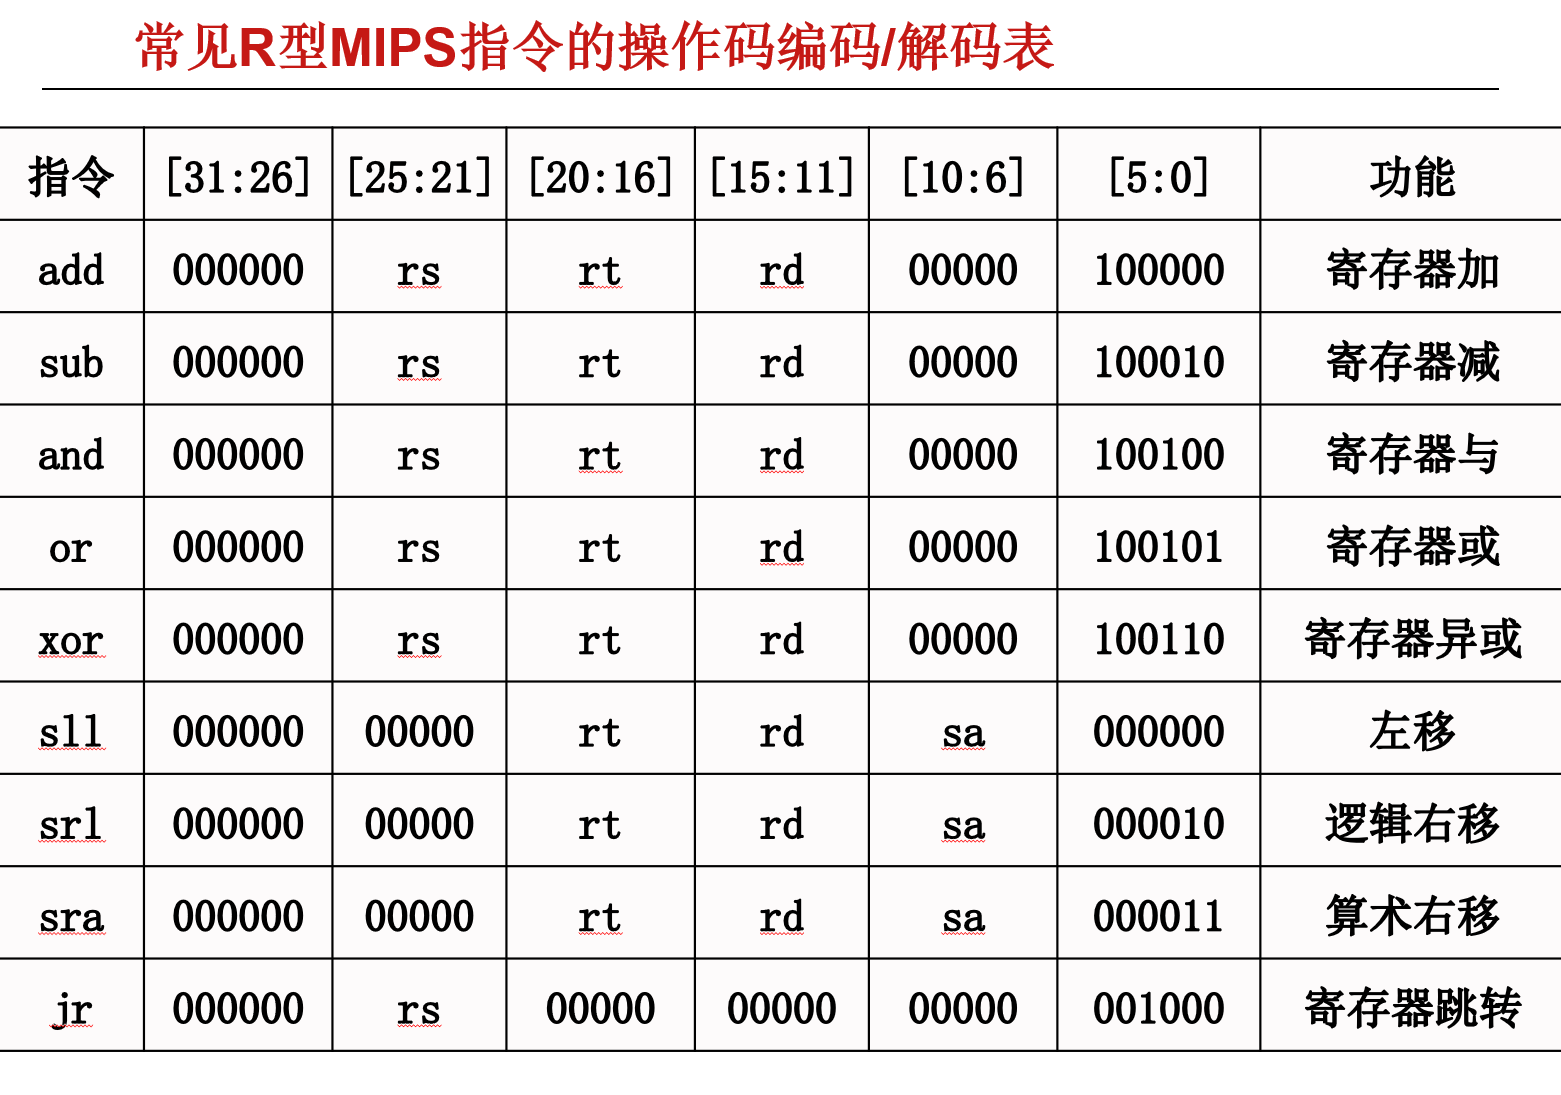 常见R型MIPS指令的操作码编码/解码表
指令 [31:26] [25:21] [20:16] [15:11] [10:6] [5:0] 功能
add 000000 rs rt rd 00000 100000 寄存器加
sub 000000 rs rt rd 00000 100010 寄存器减
and 000000 rs rt rd 00000 100100 寄存器与
or 000000 rs rt rd 00000 100101 寄存器或
xor 000000 rs rt rd 00000 100110 寄存器异或
sll 000000 00000 rt rd sa 000000 左移
srl 000000 00000 rt rd sa 000010 逻辑右移
sra 000000 00000 rt rd sa 000011 算术右移
jr 000000 rs 00000 00000 00000 001000 寄存器跳转